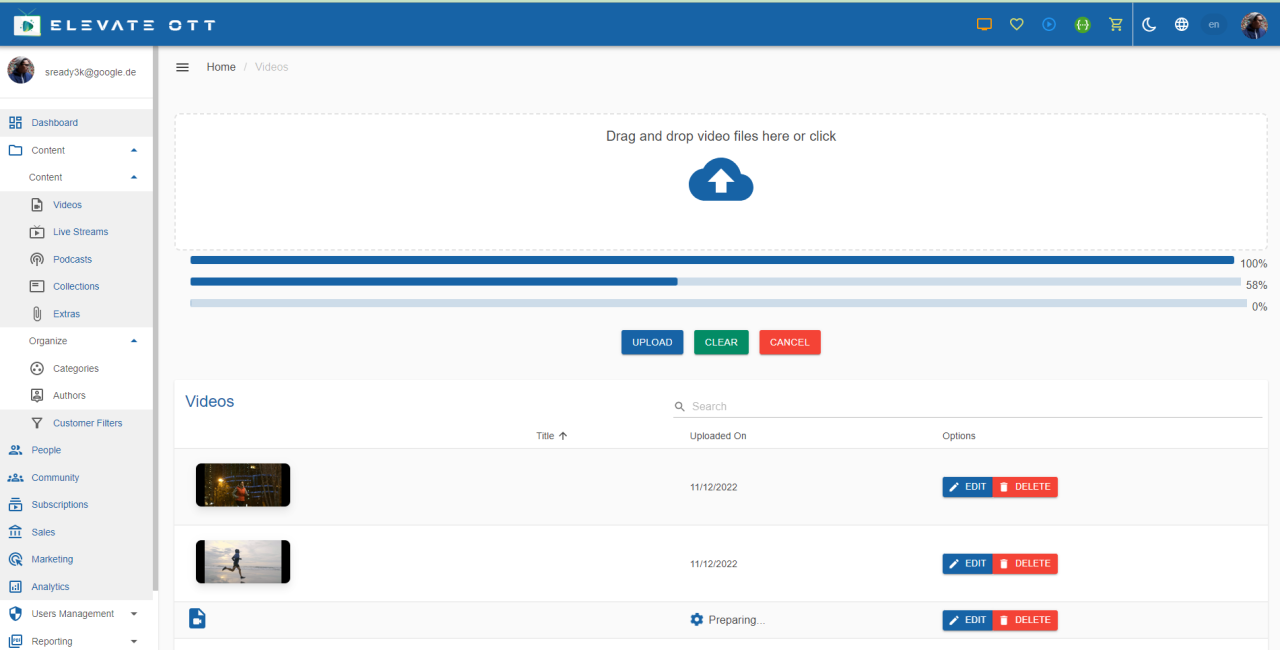 ELEVATE OTT
en
sready3k@google.de
Home / Videos
Dashboard
Content
Content
Videos
Live Streams
Podcasts
Collections
Extras
Organize
Categories
Authors
Customer Filters
People
Community
Subscriptions
Sales
Marketing
Analytics
Users Management
Reporting
Drag and drop video files here or click
100%
58%
0%
UPLOAD CLEAR CANCEL
Videos
Search
Title Uploaded On Options
11/12/2022 EDIT DELETE
11/12/2022 EDIT DELETE
Preparing... EDIT DELETE